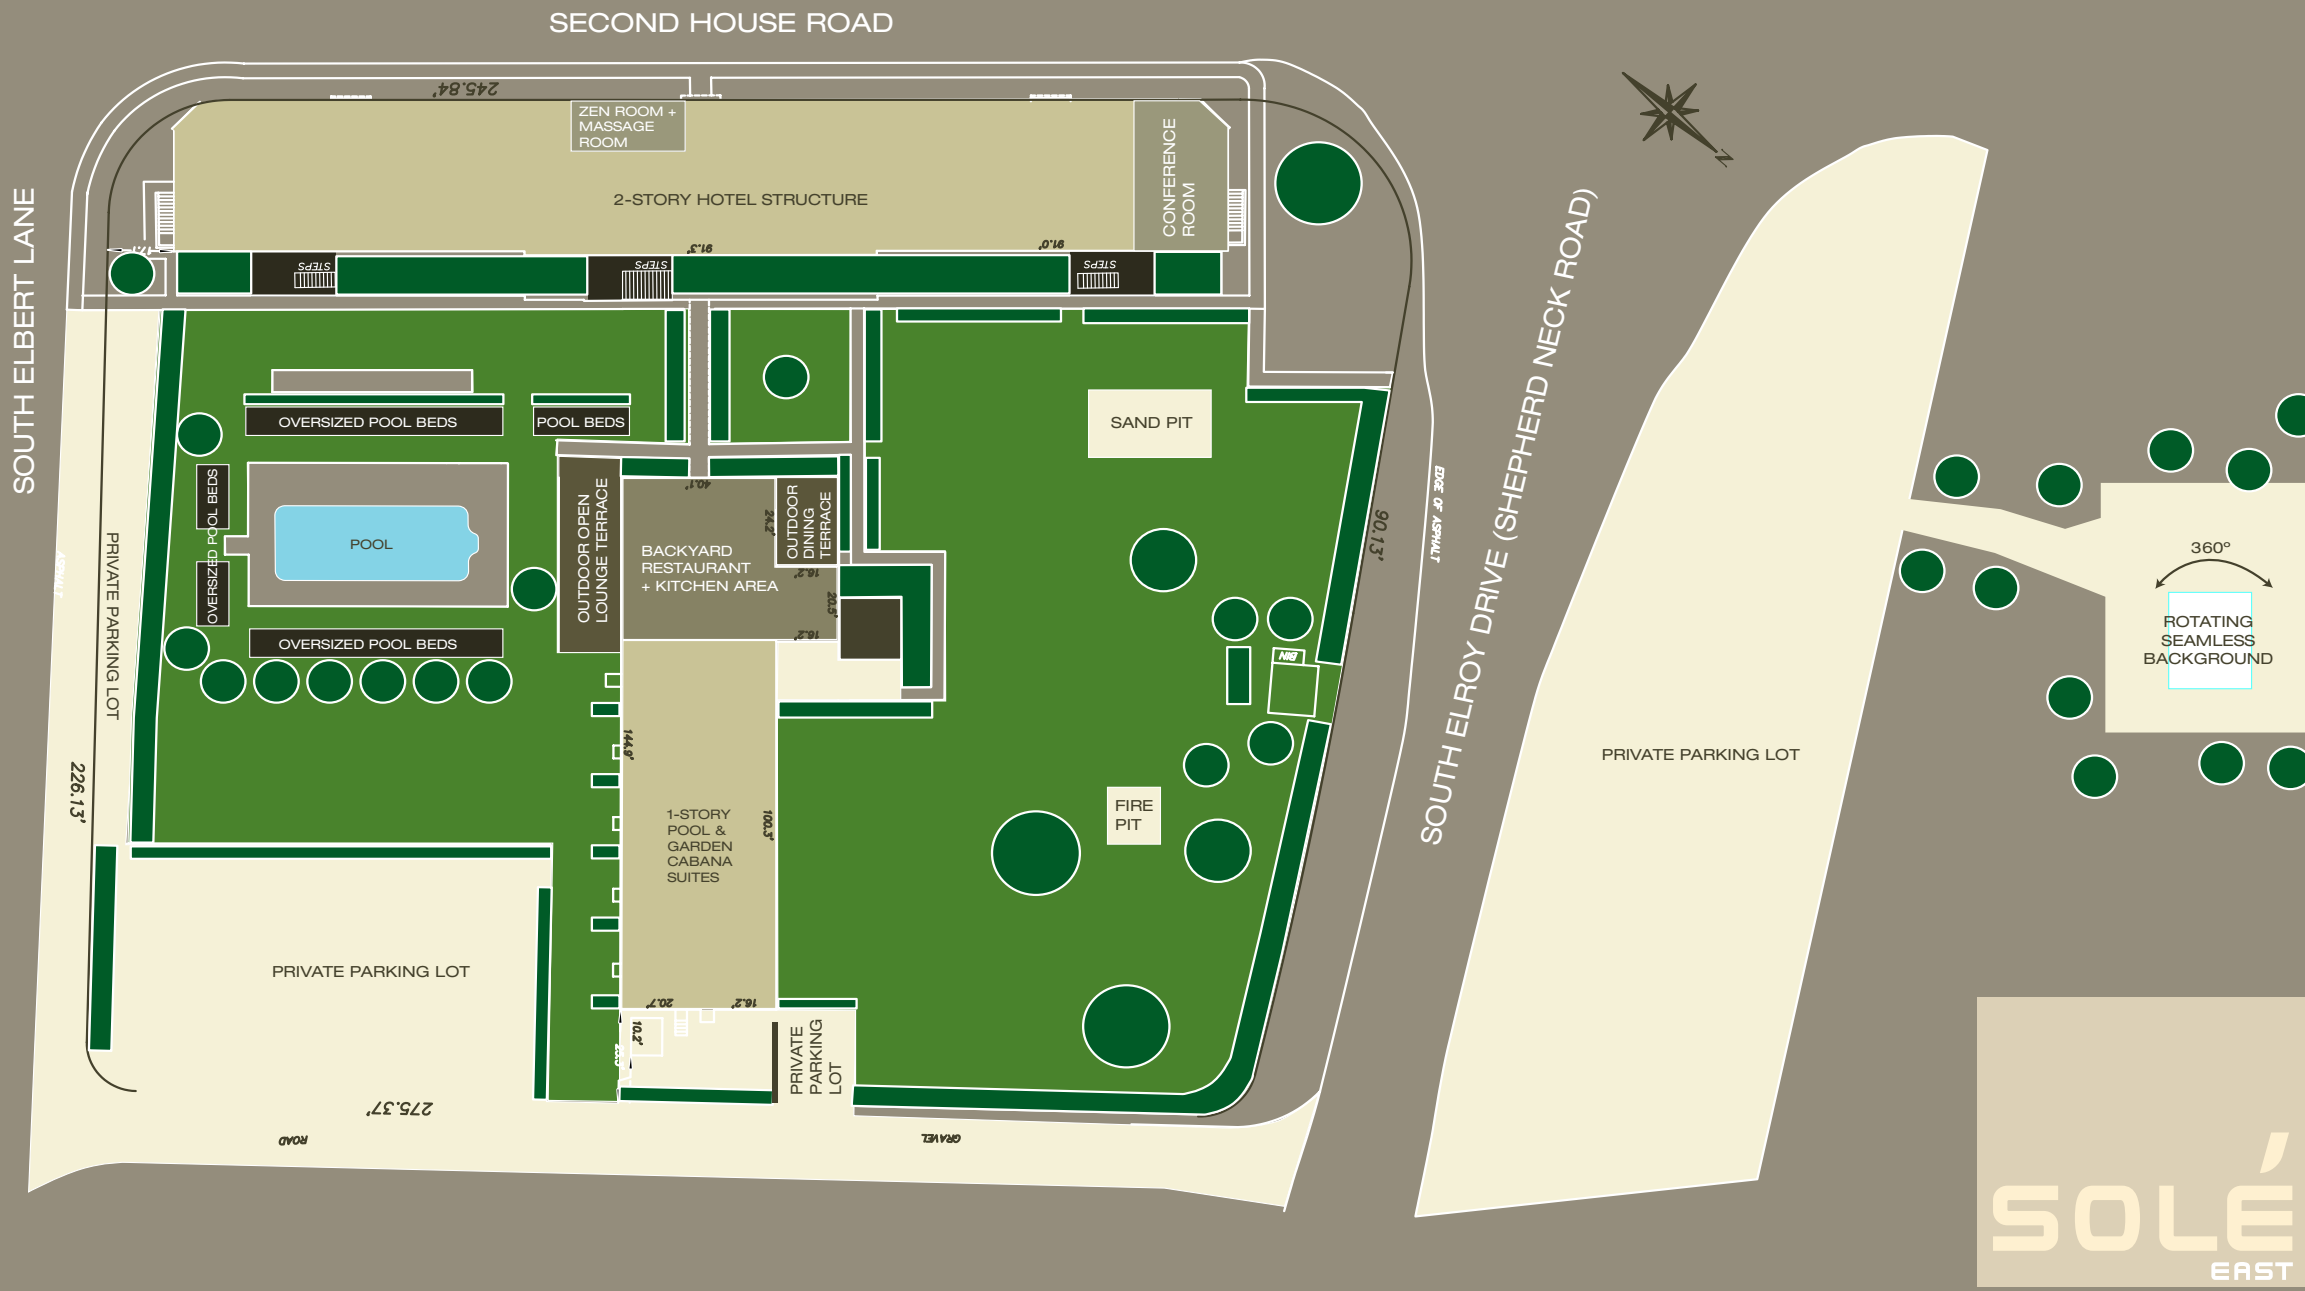 SECOND HOUSE ROAD
245.84'
ZEN ROOM +
MASSAGE
ROOM
2-STORY HOTEL STRUCTURE
CONFERENCE
ROOM
91.3'
91.0'
STEPS
STEPS
STEPS
N
SOUTH ELBERT LANE
SOUTH ELROY DRIVE (SHEPHERD NECK ROAD)
EDGE OF ASPHALT
90.13'
ASPHALT
PRIVATE PARKING LOT
226.13'
OVERSIZED POOL BEDS
POOL BEDS
OVERSIZED POOL BEDS
POOL
OVERSIZED POOL BEDS
OUTDOOR OPEN
LOUNGE TERRACE
40.1'
24.2'
OUTDOOR
DINING
TERRACE
BACKYARD
RESTAURANT
+ KITCHEN AREA
16.2'
20.5'
16.2'
SAND PIT
BIN
FIRE
PIT
144.9'
100.3'
1-STORY
POOL &
GARDEN
CABANA
SUITES
20.7'
16.2'
10.2'
PRIVATE
PARKING
LOT
PRIVATE PARKING LOT
275.37'
ROAD
GRAVEL
PRIVATE PARKING LOT
360º
ROTATING
SEAMLESS
BACKGROUND
SOLÉ
EAST